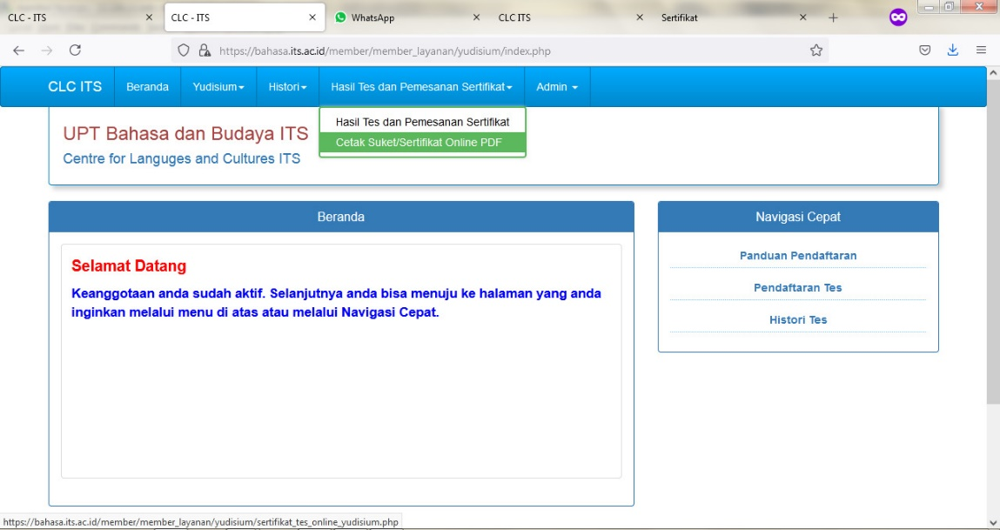 CLC - ITS
CLC - ITS
WhatsApp
CLC ITS
Sertifikat
https://bahasa.its.ac.id/member/member_layanan/yudisium/index.php
CLC ITS
Beranda
Yudisium
Histori
Hasil Tes dan Pemesanan Sertifikat
Admin
Hasil Tes dan Pemesanan Sertifikat
Cetak Suket/Sertifikat Online PDF
UPT Bahasa dan Budaya ITS
Centre for Languges and Cultures ITS
Beranda
Selamat Datang
Keanggotaan anda sudah aktif. Selanjutnya anda bisa menuju ke halaman yang anda
inginkan melalui menu di atas atau melalui Navigasi Cepat.
Navigasi Cepat
Panduan Pendaftaran
Pendaftaran Tes
Histori Tes
https://bahasa.its.ac.id/member/member_layanan/yudisium/sertifikat_tes_online_yudisium.php